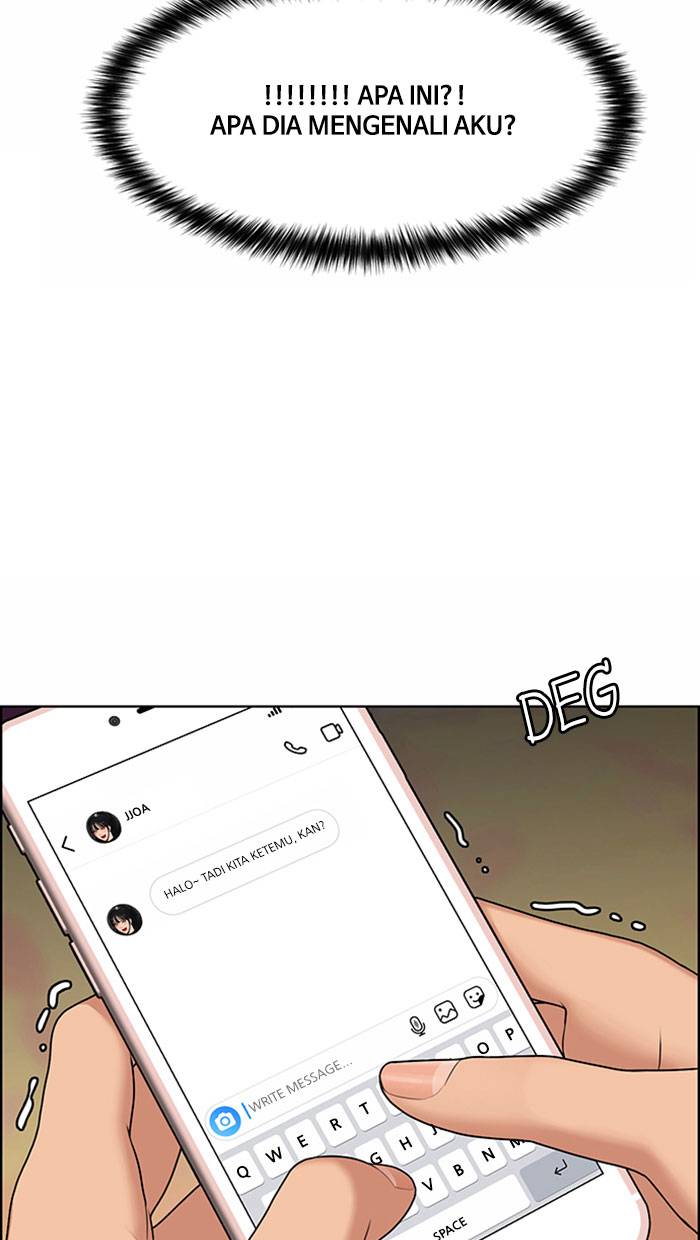 !!!!!!!! APA INI?!
APA DIA MENGENALI AKU?
DEG
JJOA
HALO~ TADI KITA KETEMU, KAN?
WRITE MESSAGE...
Q W E R T O P
G H J
V B N M
SPACE